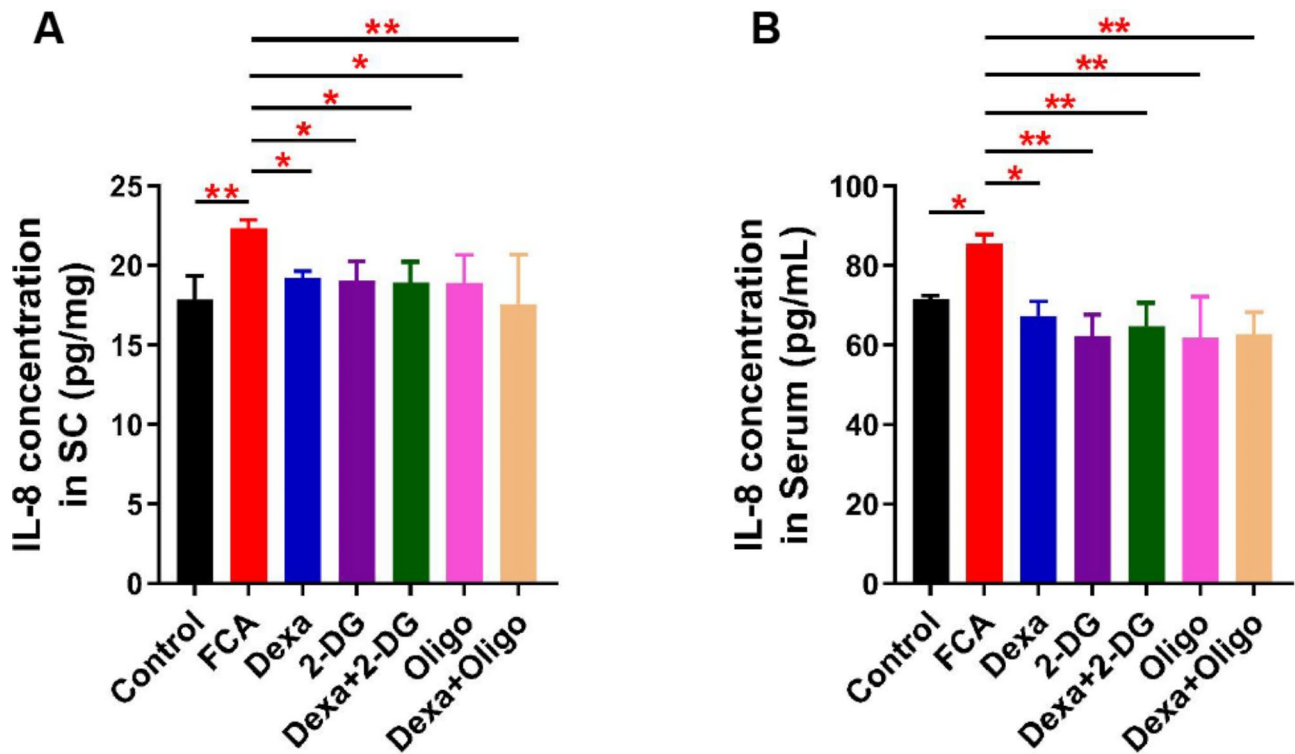 A
**
*
*
*
*
**
IL-8 concentration
in SC (pg/mg)
25
20
15
10
5
0
Control
FCA
Dexa
2-DG
Dexa+2-DG
Oligo
Dexa+Oligo
B
**
**
**
**
*
*
IL-8 concentration
in Serum (pg/mL)
100
80
60
40
20
0
Control
FCA
Dexa
2-DG
Dexa+2-DG
Oligo
Dexa+Oligo